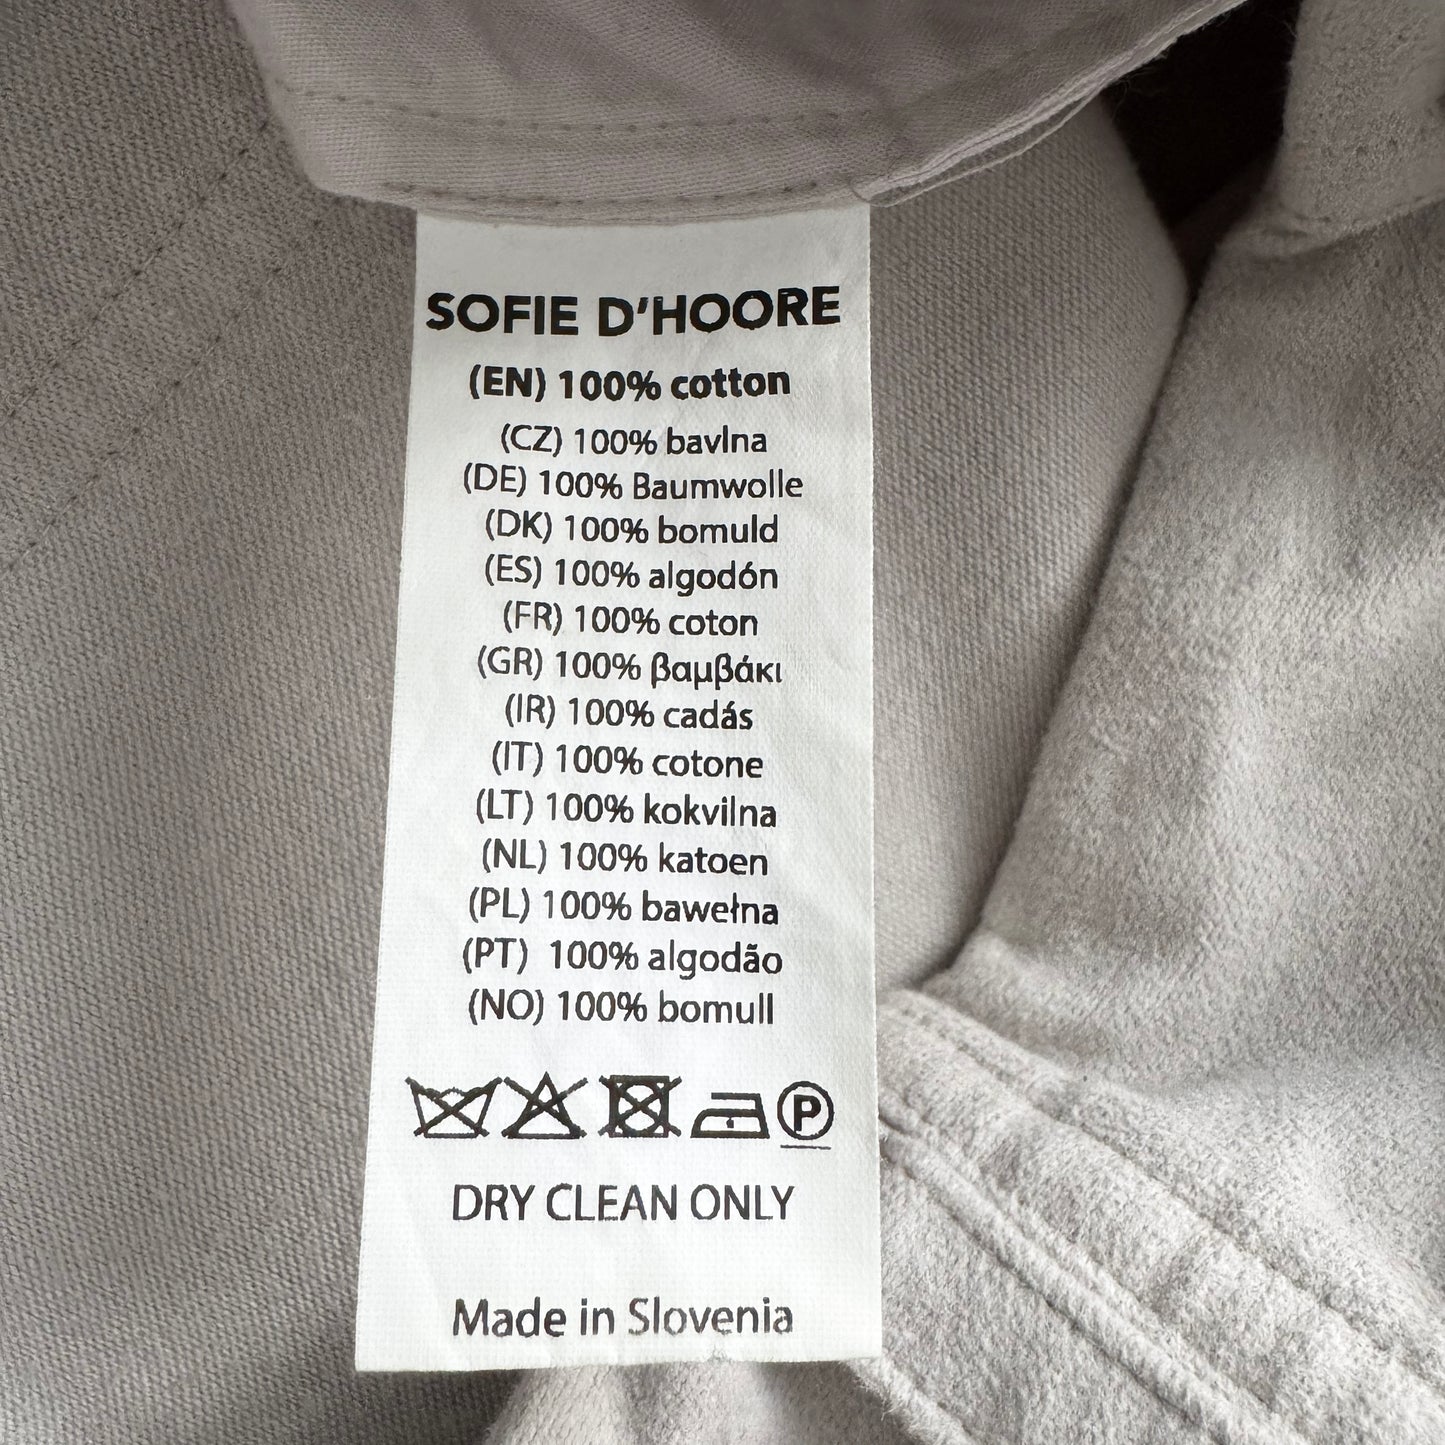 SOFIE D'HOORE
(EN) 100% cotton
(CZ) 100% bavlna
(DE) 100% Baumwolle
(DK) 100% bomuld
(ES) 100% algodón
(FR) 100% coton
(GR) 100% βαμβάκι
(IR) 100% cadás
(IT) 100% cotone
(LT) 100% kokvilna
(NL) 100% katoen
(PL) 100% bawełna
(PT) 100% algodão
(NO) 100% bomull
P
DRY CLEAN ONLY
Made in Slovenia